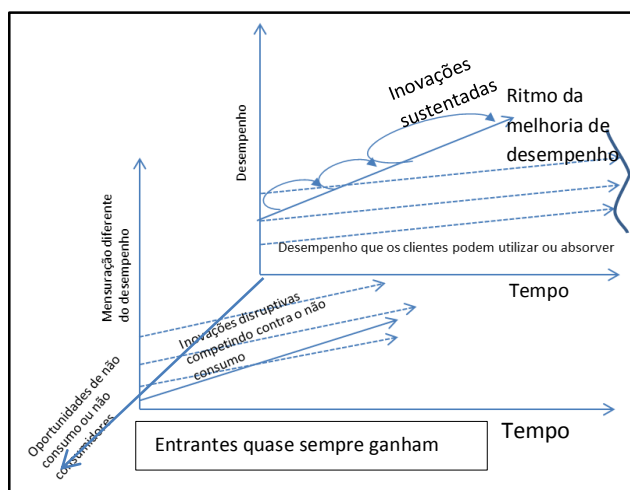 Desempenho
Inovações
sustentadas
Ritmo da
melhoria de
desempenho
Desempenho que os clientes podem utilizar ou absorver
Tempo
Mensuração diferente
do desempenho
Inovações disruptivas
competindo contra o não
consumo
Oportunidades de não
consumo ou não
consumidores
Tempo
Entrantes quase sempre ganham